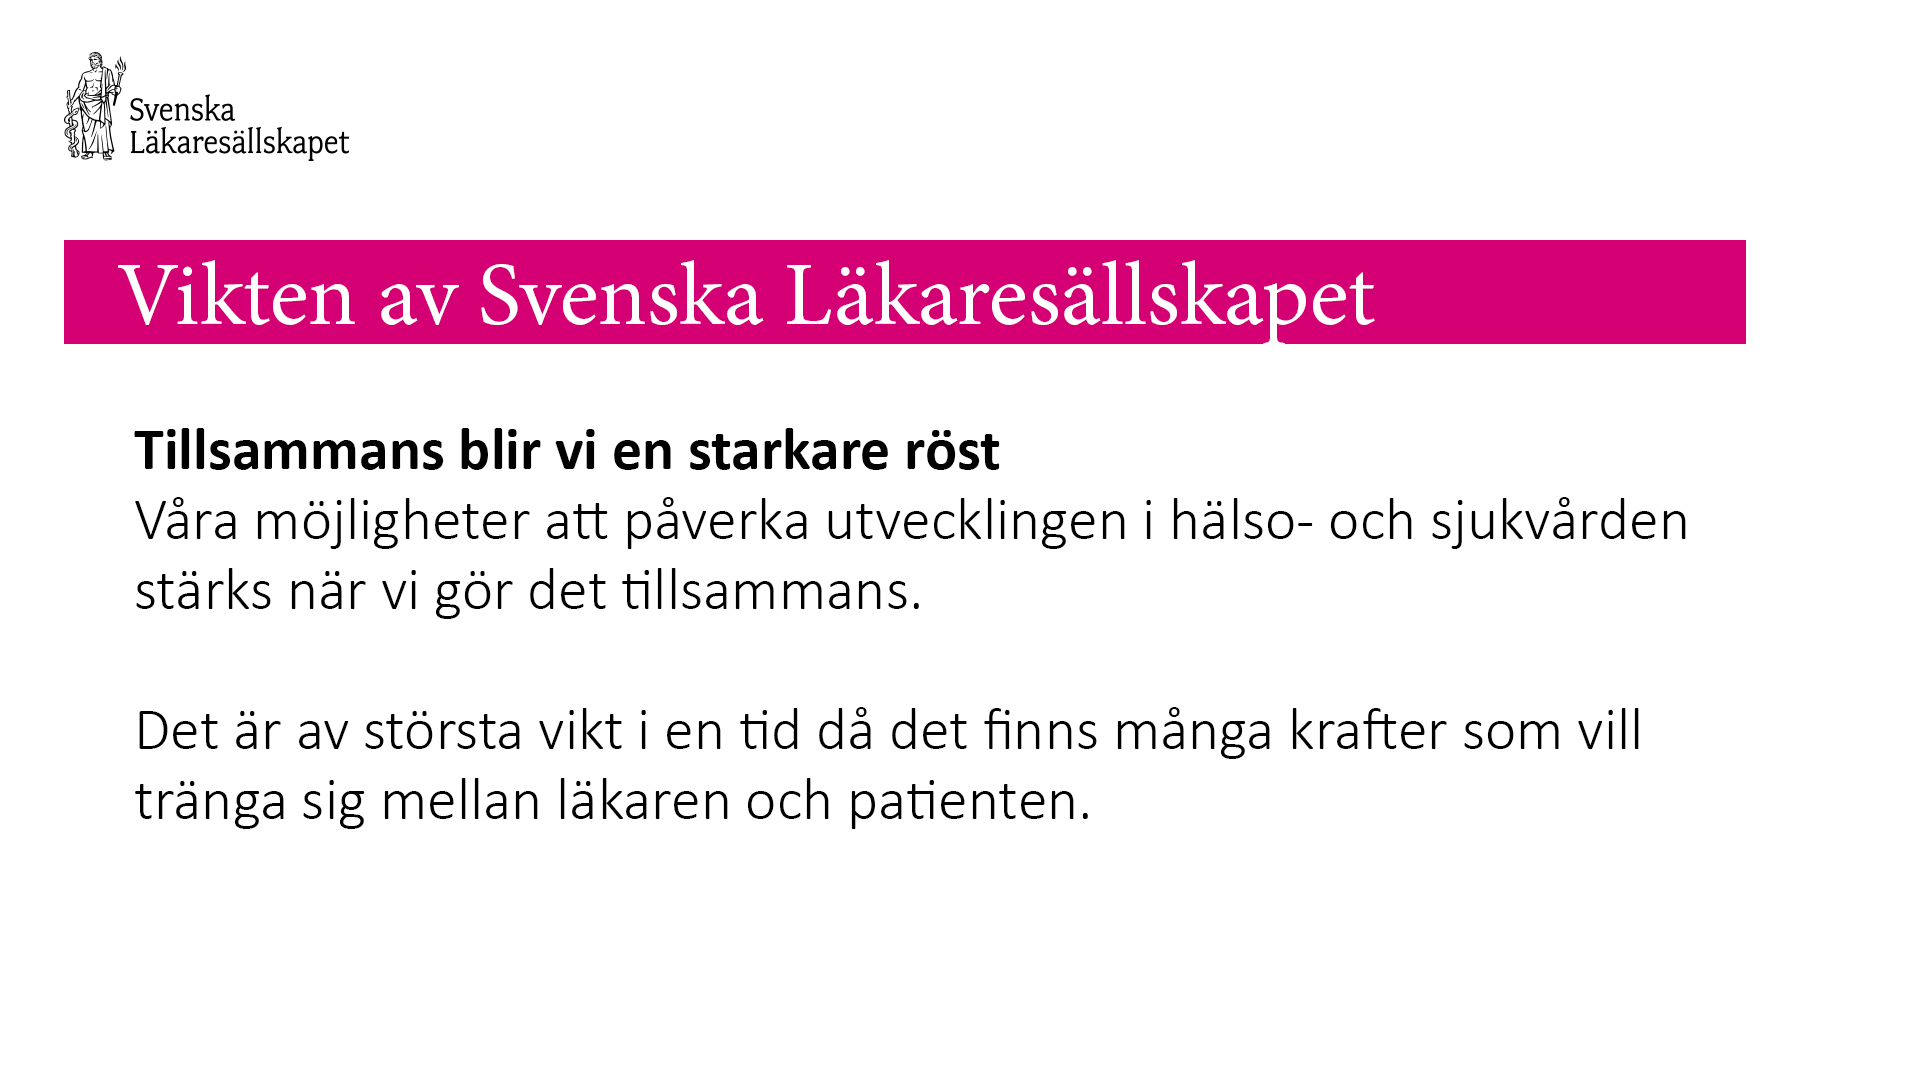 Svenska
Läkaresällskapet
Vikten av Svenska Läkaresällskapet
Tillsammans blir vi en starkare röst
Våra möjligheter att påverka utvecklingen i hälso- och sjukvården
stärks när vi gör det tillsammans.
Det är av största vikt i en tid då det finns många krafter som vill
tränga sig mellan läkaren och patienten.